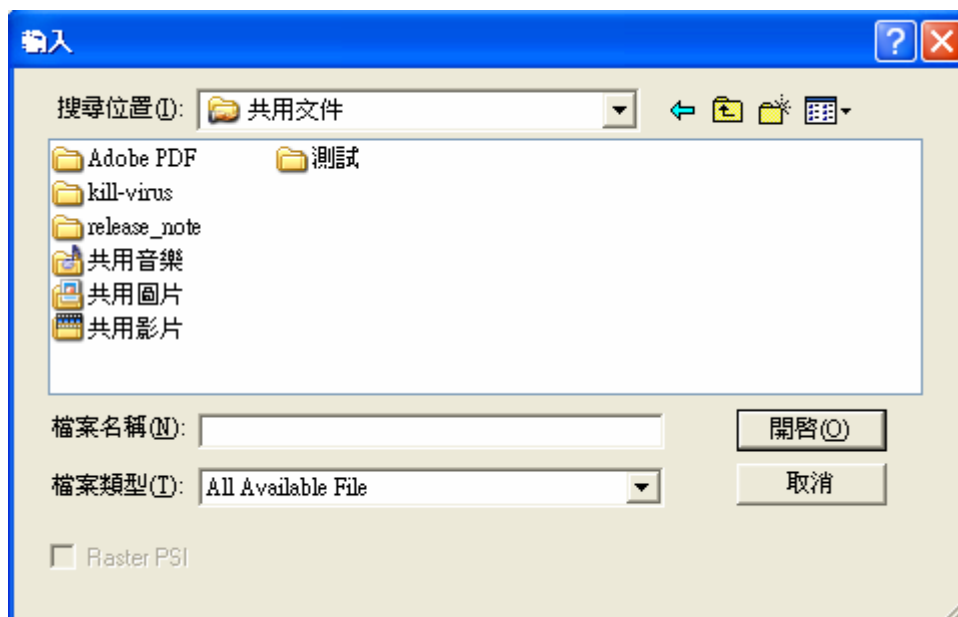 輸入
搜尋位置(I): 共用文件
Adobe PDF
kill-virus
release_note
共用音樂
共用圖片
共用影片
測試
檔案名稱(N):
開啓(O)
檔案類型(T): All Available File
取消
Raster PSI